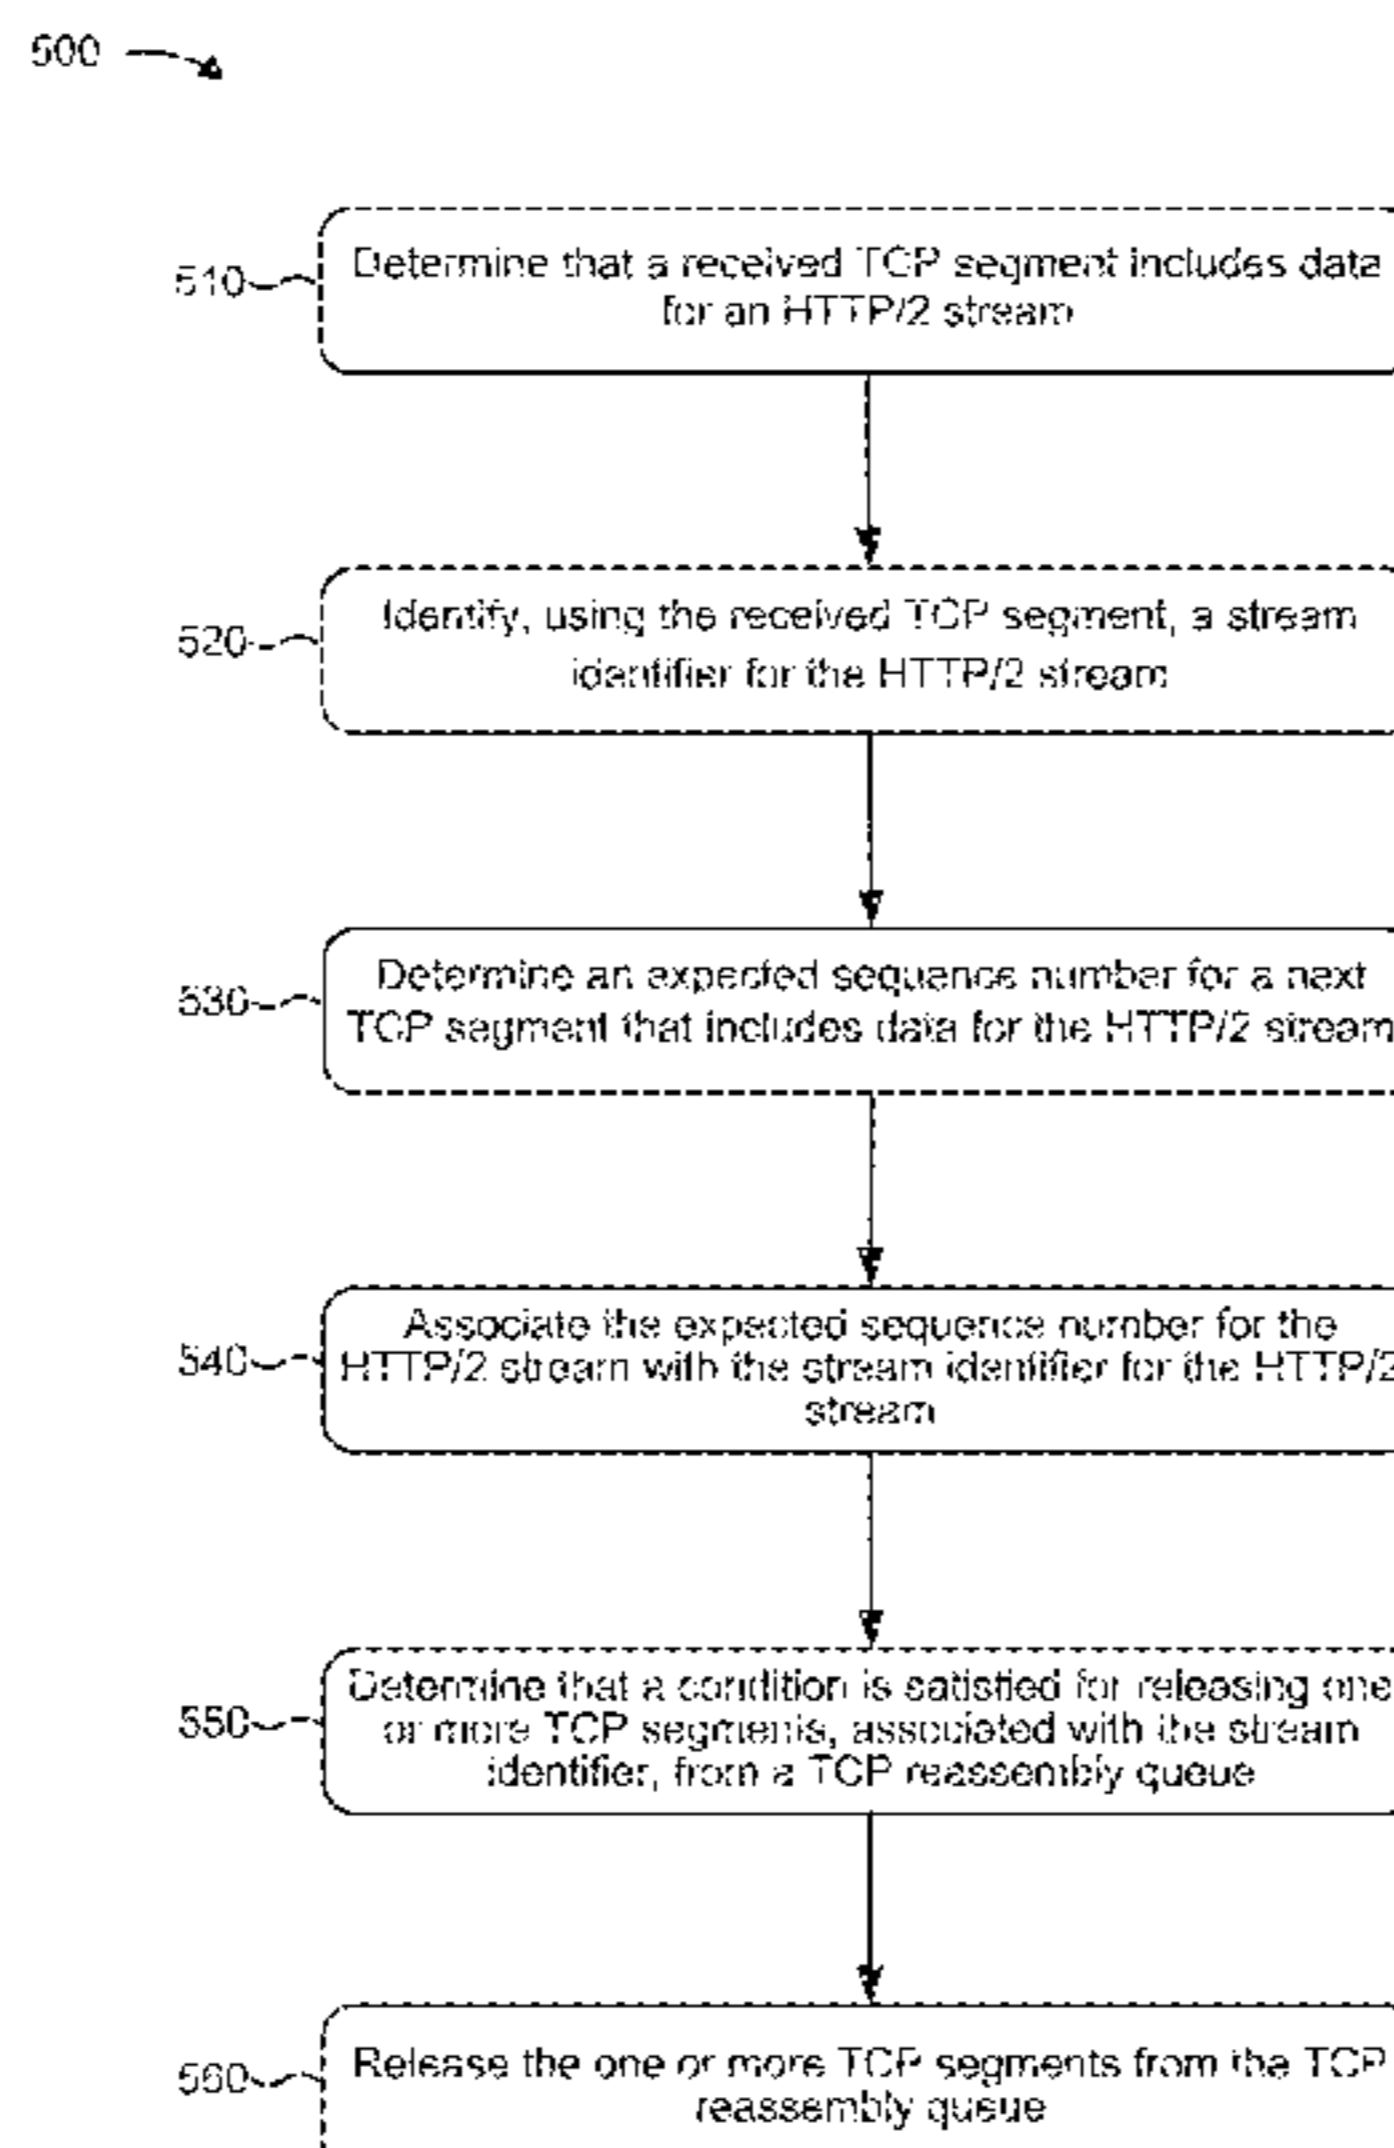 500
510
Determine that a received TCP segment includes data
for an HTTP/2 stream
520
Identify, using the received TCP segment, a stream
identifier for the HTTP/2 stream
530
Determine an expected sequence number for a next
TCP segment that includes data for the HTTP/2 stream
540
Associate the expected sequence number for the
HTTP/2 stream with the stream identifier for the HTTP/2
stream
550
Determine that a condition is satisfied for releasing one
or more TCP segments, associated with the stream
identifier, from a TCP reassembly queue
560
Release the one or more TCP segments from the TCP
reassembly queue